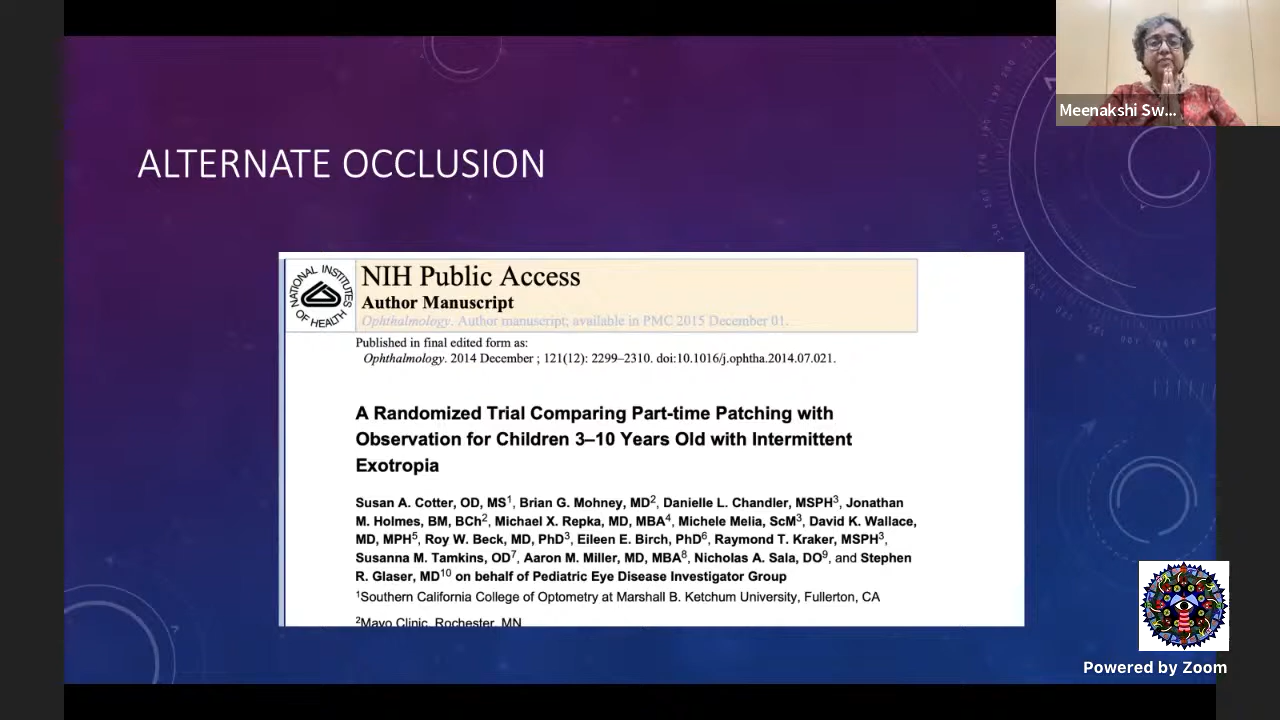 Meenakshi Sw...
ALTERNATE OCCLUSION
NATIONAL INSTITUTES
OF HEALTH
NIH Public Access
Author Manuscript
Ophthalmology. Author manuscript; available in PMC 2015 December 01.
Published in final edited form as:
Ophthalmology. 2014 December ; 121(12): 2299–2310. doi:10.1016/j.ophtha.2014.07.021.
A Randomized Trial Comparing Part-time Patching with
Observation for Children 3–10 Years Old with Intermittent
Exotropia
Susan A. Cotter, OD, MS1, Brian G. Mohney, MD2, Danielle L. Chandler, MSPH3, Jonathan
M. Holmes, BM, BCh2, Michael X. Repka, MD, MBA4, Michele Melia, ScM3, David K. Wallace,
MD, MPH5, Roy W. Beck, MD, PhD3, Eileen E. Birch, PhD6, Raymond T. Kraker, MSPH3,
Susanna M. Tamkins, OD7, Aaron M. Miller, MD, MBA8, Nicholas A. Sala, DO9, and Stephen
R. Glaser, MD10 on behalf of Pediatric Eye Disease Investigator Group
1Southern California College of Optometry at Marshall B. Ketchum University, Fullerton, CA
2Mayo Clinic, Rochester, MN
Powered by Zoom